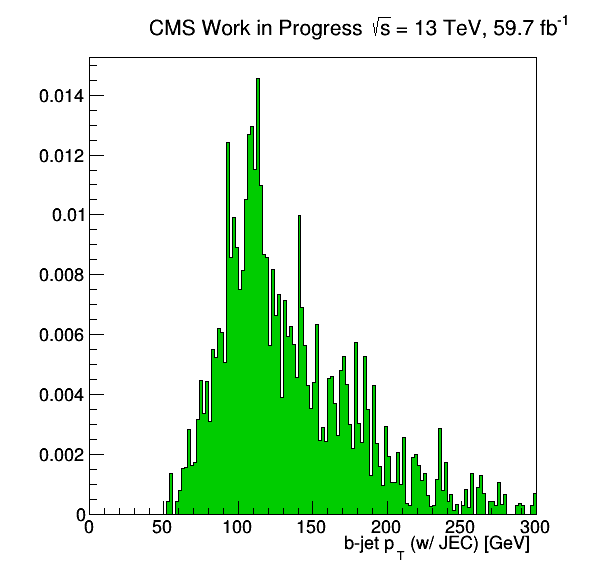 CMS Work in Progress √s = 13 TeV, 59.7 fb⁻¹
0.014
0.012
0.01
0.008
0.006
0.004
0.002
0
0 50 100 150 200 250 300
b-jet p_T (w/ JEC) [GeV]